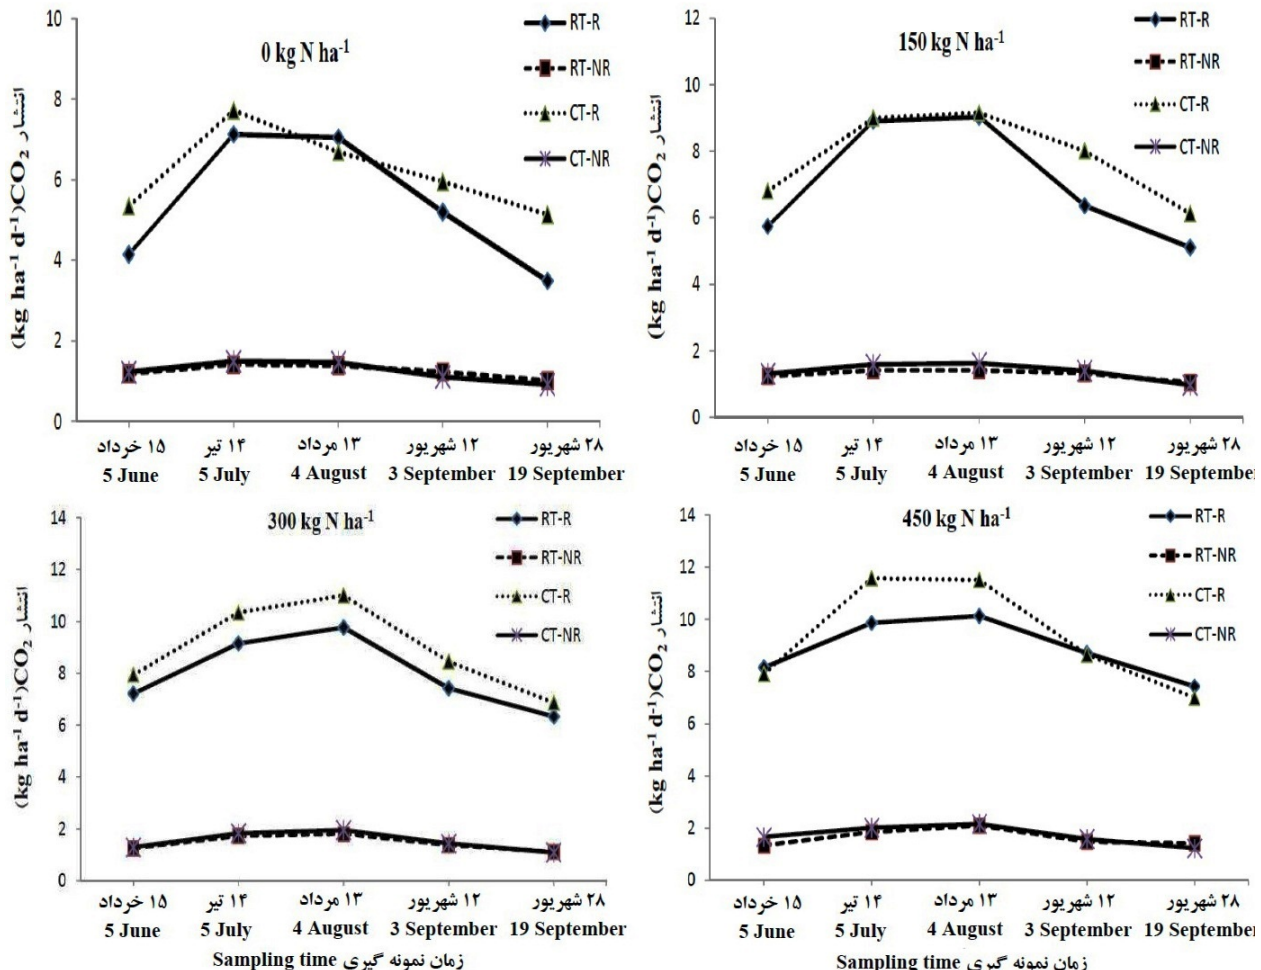 0 kg N ha⁻¹
RT-R
RT-NR
CT-R
CT-NR
انتشار CO₂(kg ha⁻¹ d⁻¹)
10
8
6
4
2
0
۱۵ خرداد ۱۴ تیر ۱۳ مرداد ۱۲ شهریور ۲۸ شهریور
5 June 5 July 4 August 3 September 19 September
150 kg N ha⁻¹
RT-R
RT-NR
CT-R
CT-NR
انتشار CO₂(kg ha⁻¹ d⁻¹)
12
10
8
6
4
2
0
۱۵ خرداد ۱۴ تیر ۱۳ مرداد ۱۲ شهریور ۲۸ شهریور
5 June 5 July 4 August 3 September 19 September
300 kg N ha⁻¹
RT-R
RT-NR
CT-R
CT-NR
انتشار CO₂(kg ha⁻¹ d⁻¹)
14
12
10
8
6
4
2
0
۱۵ خرداد ۱۴ تیر ۱۳ مرداد ۱۲ شهریور ۲۸ شهریور
5 June 5 July 4 August 3 September 19 September
زمان نمونه گیری Sampling time
450 kg N ha⁻¹
RT-R
RT-NR
CT-R
CT-NR
انتشار CO₂(kg ha⁻¹ d⁻¹)
14
12
10
8
6
4
2
0
۱۵ خرداد ۱۴ تیر ۱۳ مرداد ۱۲ شهریور ۲۸ شهریور
5 June 5 July 4 August 3 September 19 September
زمان نمونه گیری Sampling time